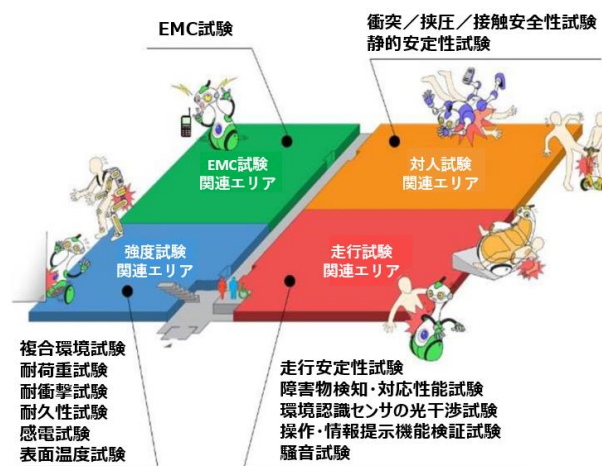 EMC試験
衝突／挟圧／接触安全性試験
静的安定性試験
EMC試験
関連エリア
対人試験
関連エリア
強度試験
関連エリア
走行試験
関連エリア
複合環境試験
耐荷重試験
耐衝撃試験
耐久性試験
感電試験
表面温度試験
走行安定性試験
障害物検知･対応性能試験
環境認識センサの光干渉試験
操作･情報提示機能検証試験
騒音試験